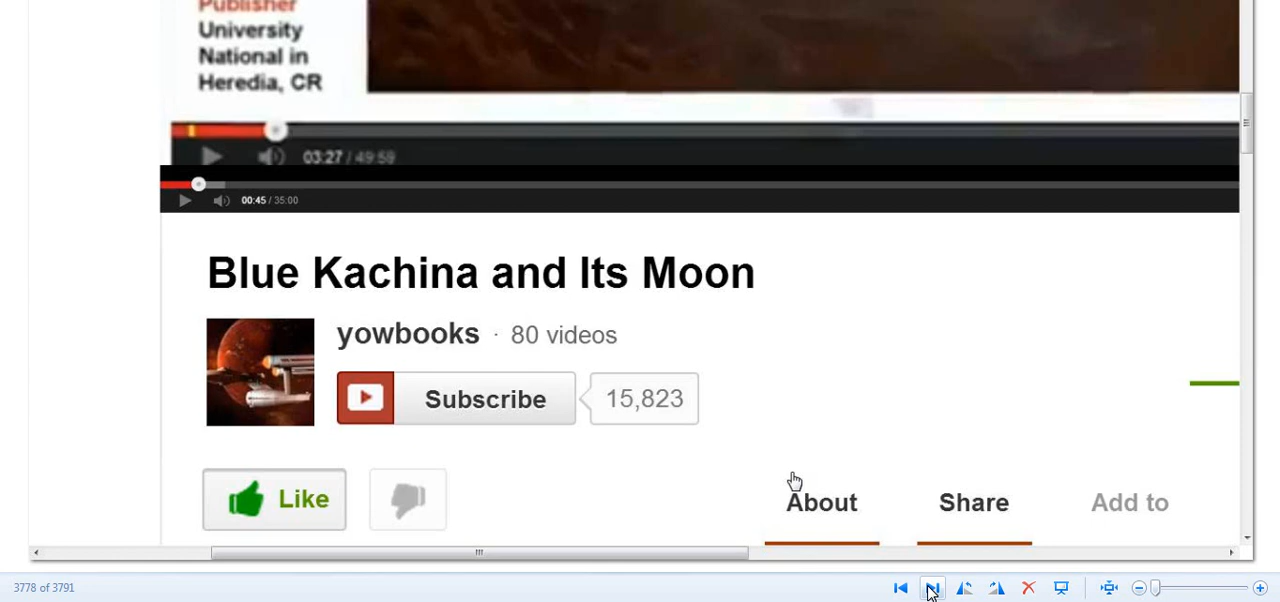 Publisher
University
National in
Heredia, CR
03:27 / 49:59
00:45 / 35:00
Blue Kachina and Its Moon
yowbooks · 80 videos
Subscribe 15,823
Like About Share Add to
3778 of 3791